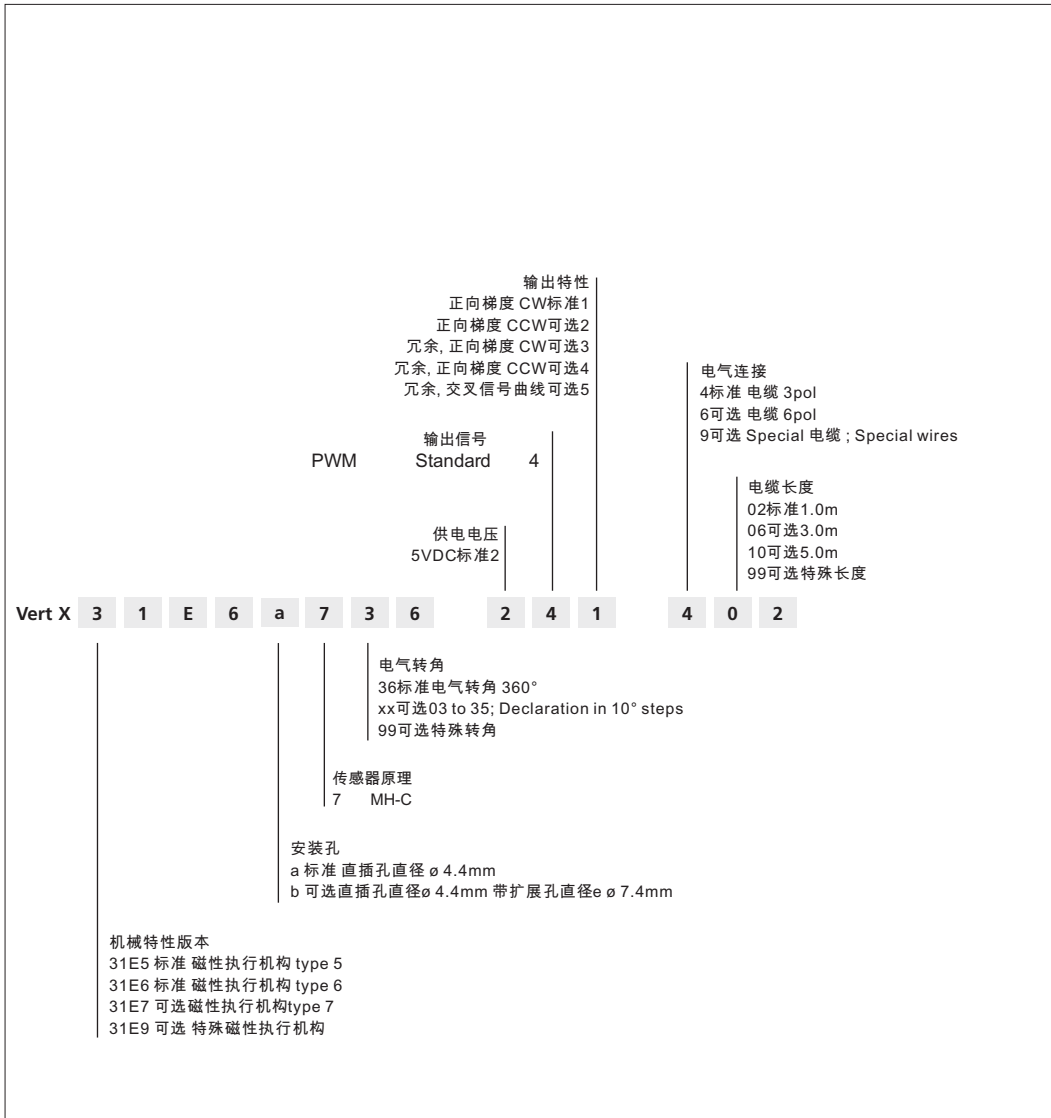 输出特性
正向梯度 CW标准1
正向梯度 CCW可选2
冗余, 正向梯度 CW可选3
冗余, 正向梯度 CCW可选4
冗余, 交叉信号曲线可选5
输出信号
PWM Standard 4
供电电压
5VDC标准2
电气连接
4标准 电缆 3pol
6可选 电缆 6pol
9可选 Special 电缆 ; Special wires
电缆长度
02标准1.0m
06可选3.0m
10可选5.0m
99可选特殊长度
Vert X 3 1 E 6 a 7 3 6 2 4 1 4 0 2
电气转角
36标准电气转角 360°
xx可选03 to 35; Declaration in 10° steps
99可选特殊转角
传感器原理
7 MH-C
安装孔
a 标准 直插孔直径 ø 4.4mm
b 可选直插孔直径ø 4.4mm 带扩展孔直径e ø 7.4mm
机械特性版本
31E5 标准 磁性执行机构 type 5
31E6 标准 磁性执行机构 type 6
31E7 可选磁性执行机构type 7
31E9 可选 特殊磁性执行机构